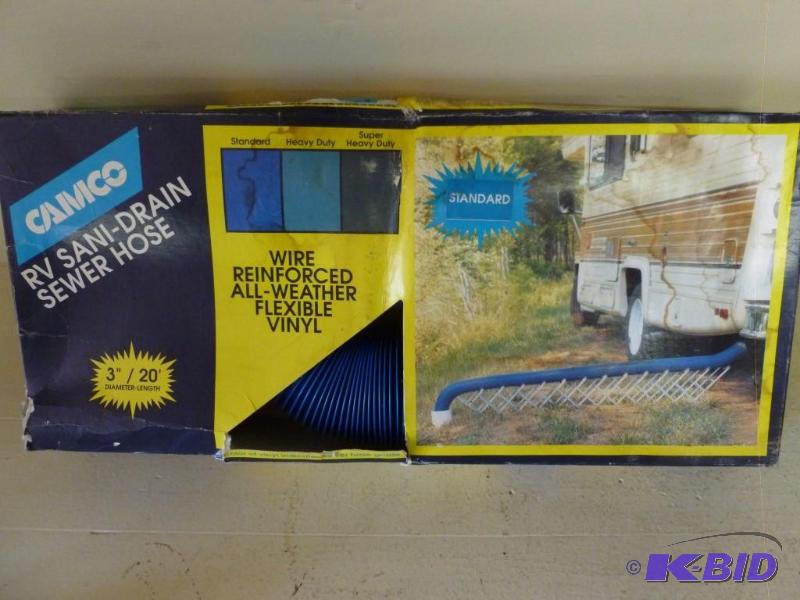 CAMCO
RV SANI-DRAIN
SEWER HOSE
3" / 20'
DIAMETER-LENGTH
Standard Heavy Duty Super
Heavy Duty
WIRE
REINFORCED
ALL-WEATHER
FLEXIBLE
VINYL
STANDARD
© K-BID